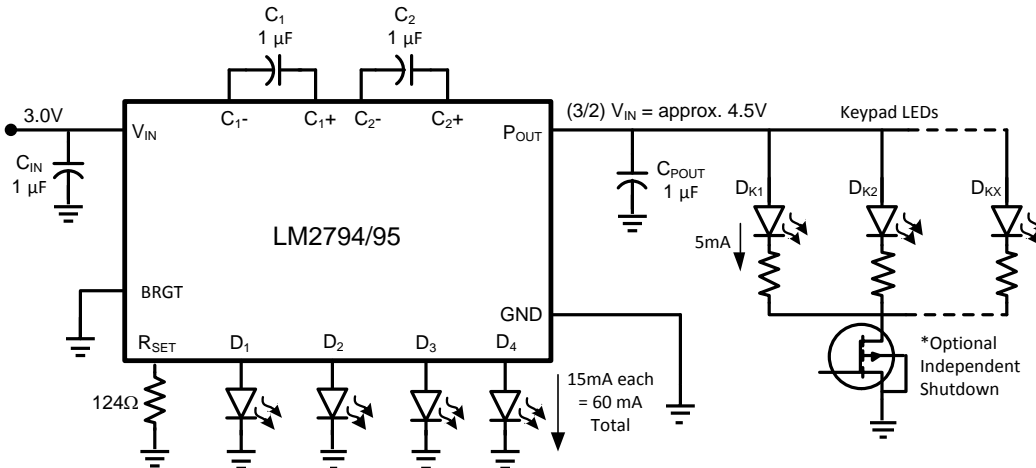 C1
1 µF
C2
1 µF
3.0V
C1-
C1+
C2-
C2+
(3/2) VIN = approx. 4.5V
Keypad LEDs
VIN
POUT
CIN
1 µF
CPOUT
1 µF
DK1
DK2
DKX
LM2794/95
5mA
BRGT
GND
RSET
D1
D2
D3
D4
*Optional
Independent
Shutdown
124Ω
15mA each
= 60 mA
Total